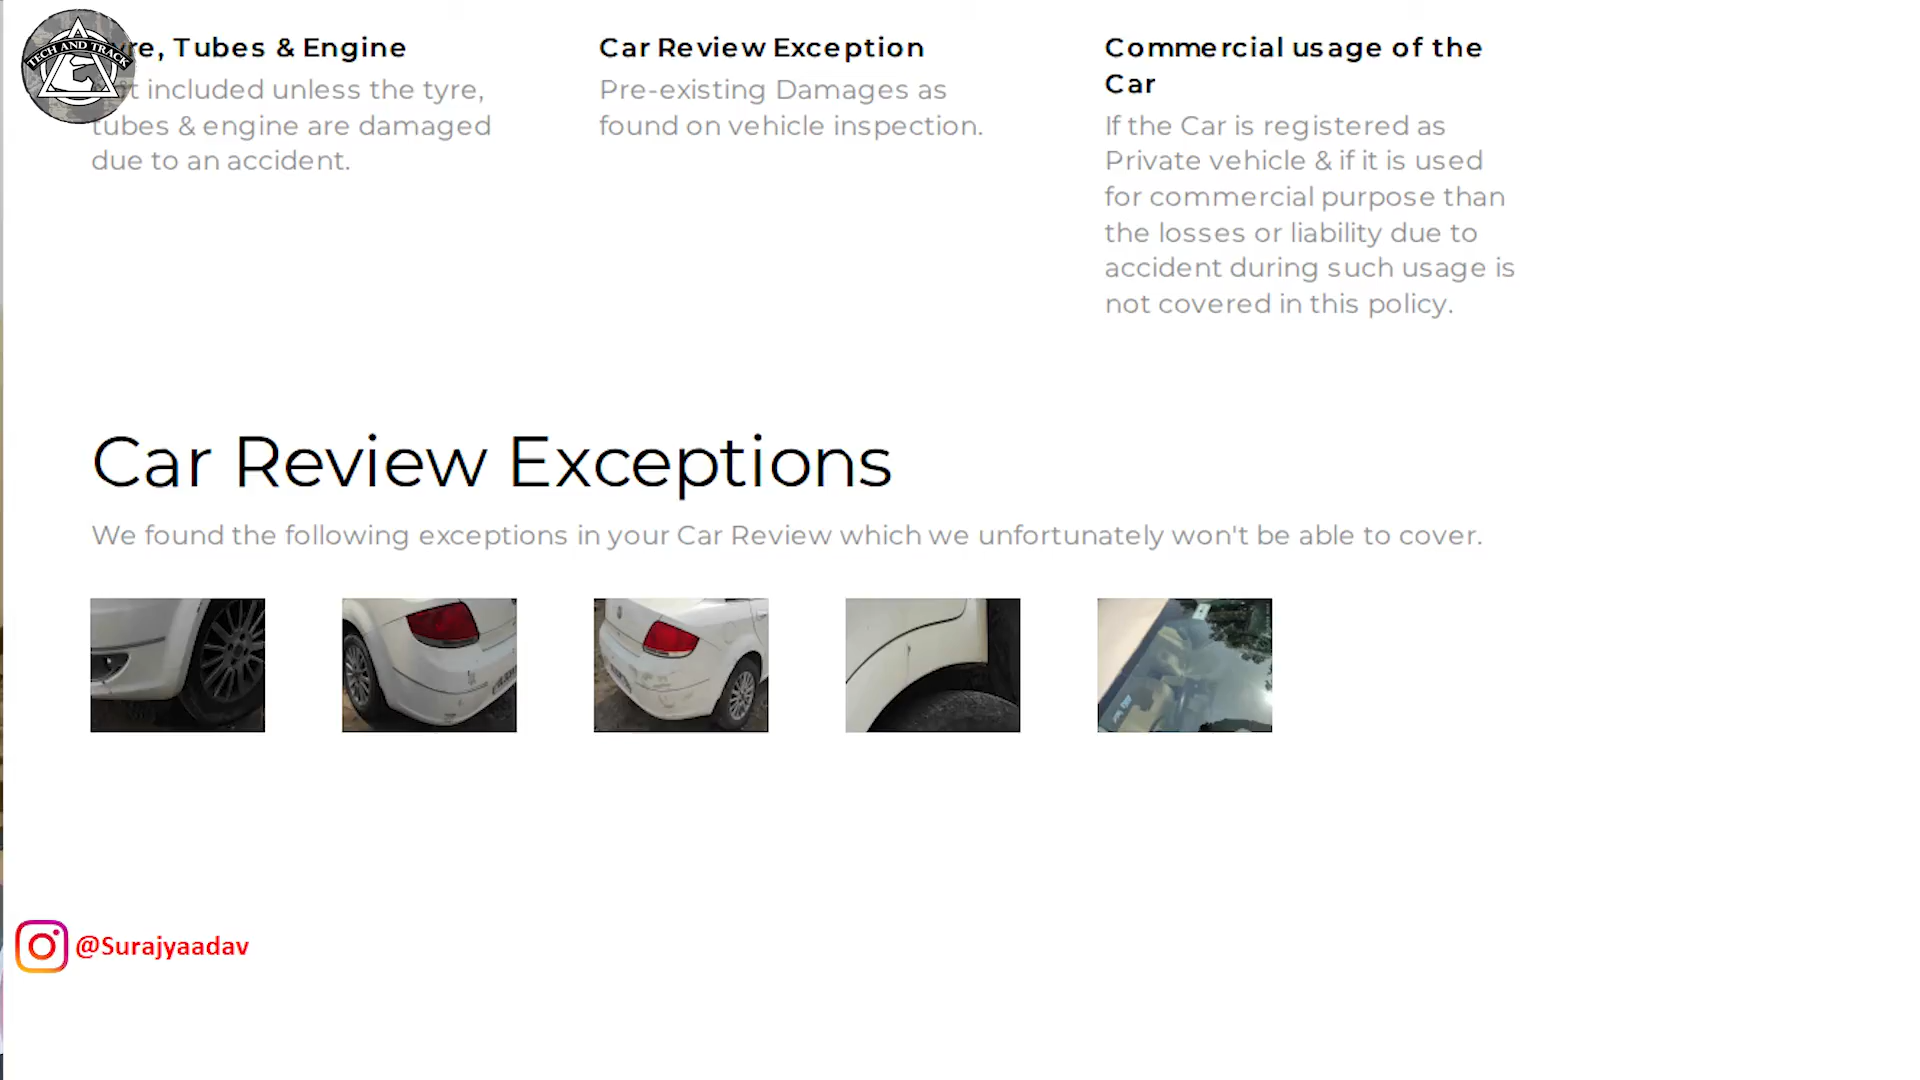 TECH AND TRACK
re, Tubes & Engine
t included unless the tyre,
tubes & engine are damaged
due to an accident.
Car Review Exception
Pre-existing Damages as
found on vehicle inspection.
Commercial usage of the
Car
If the Car is registered as
Private vehicle & if it is used
for commercial purpose than
the losses or liability due to
accident during such usage is
not covered in this policy.
Car Review Exceptions
We found the following exceptions in your Car Review which we unfortunately won't be able to cover.
@Surajyaadav